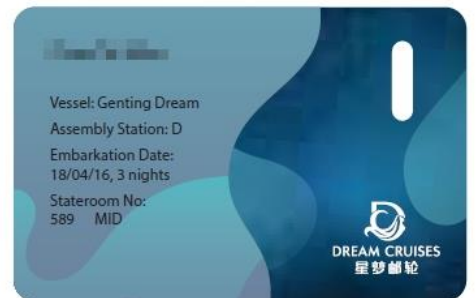 Vessel: Genting Dream
Assembly Station: D
Embarkation Date:
18/04/16, 3 nights
Stateroom No:
589 MID
DREAM CRUISES
星梦邮轮